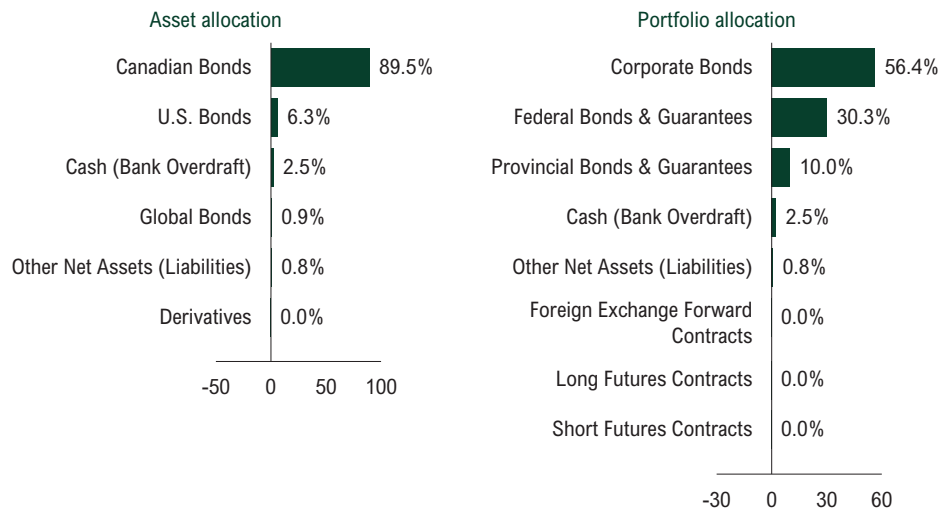 Asset allocation
Canadian Bonds 89.5%
U.S. Bonds 6.3%
Cash (Bank Overdraft) 2.5%
Global Bonds 0.9%
Other Net Assets (Liabilities) 0.8%
Derivatives 0.0%
-50 0 50 100
Portfolio allocation
Corporate Bonds 56.4%
Federal Bonds & Guarantees 30.3%
Provincial Bonds & Guarantees 10.0%
Cash (Bank Overdraft) 2.5%
Other Net Assets (Liabilities) 0.8%
Foreign Exchange Forward
Contracts 0.0%
Long Futures Contracts 0.0%
Short Futures Contracts 0.0%
-30 0 30 60